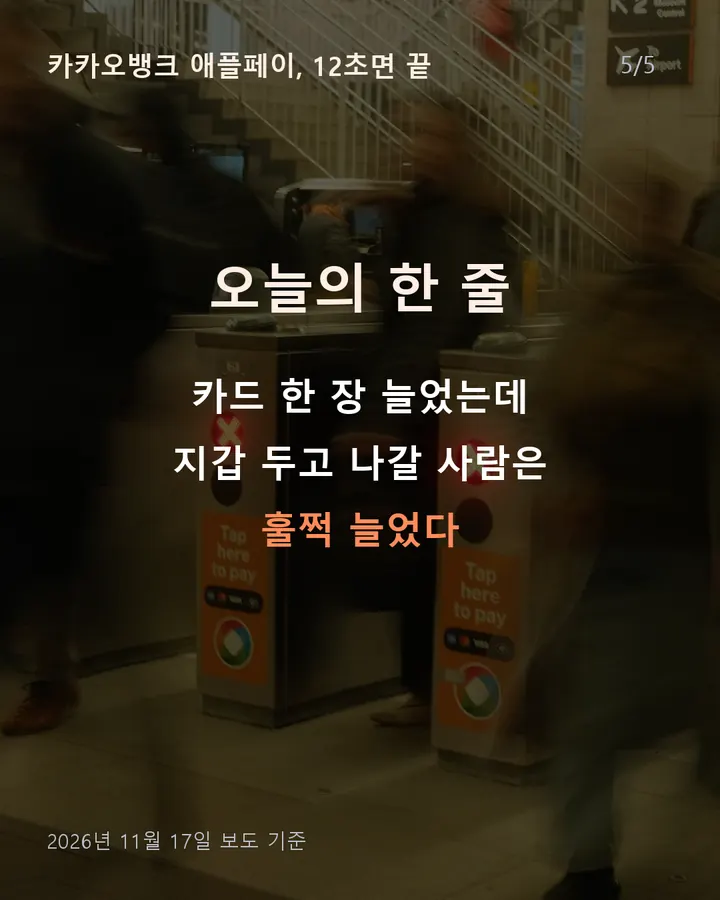 카카오뱅크 애플페이, 12초면 끝
5/5
오늘의 한 줄
카드 한 장 늘었는데
지갑 두고 나갈 사람은
훌쩍 늘었다
Tap
here
to pay
Tap
here
to pay
2026년 11월 17일 보도 기준